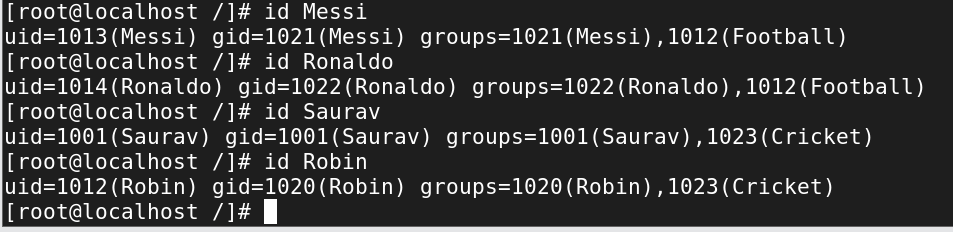 [root@localhost /]# id Messi
uid=1013(Messi) gid=1021(Messi) groups=1021(Messi),1012(Football)
[root@localhost /]# id Ronaldo
uid=1014(Ronaldo) gid=1022(Ronaldo) groups=1022(Ronaldo),1012(Football)
[root@localhost /]# id Saurav
uid=1001(Saurav) gid=1001(Saurav) groups=1001(Saurav),1023(Cricket)
[root@localhost /]# id Robin
uid=1012(Robin) gid=1020(Robin) groups=1020(Robin),1023(Cricket)
[root@localhost /]#